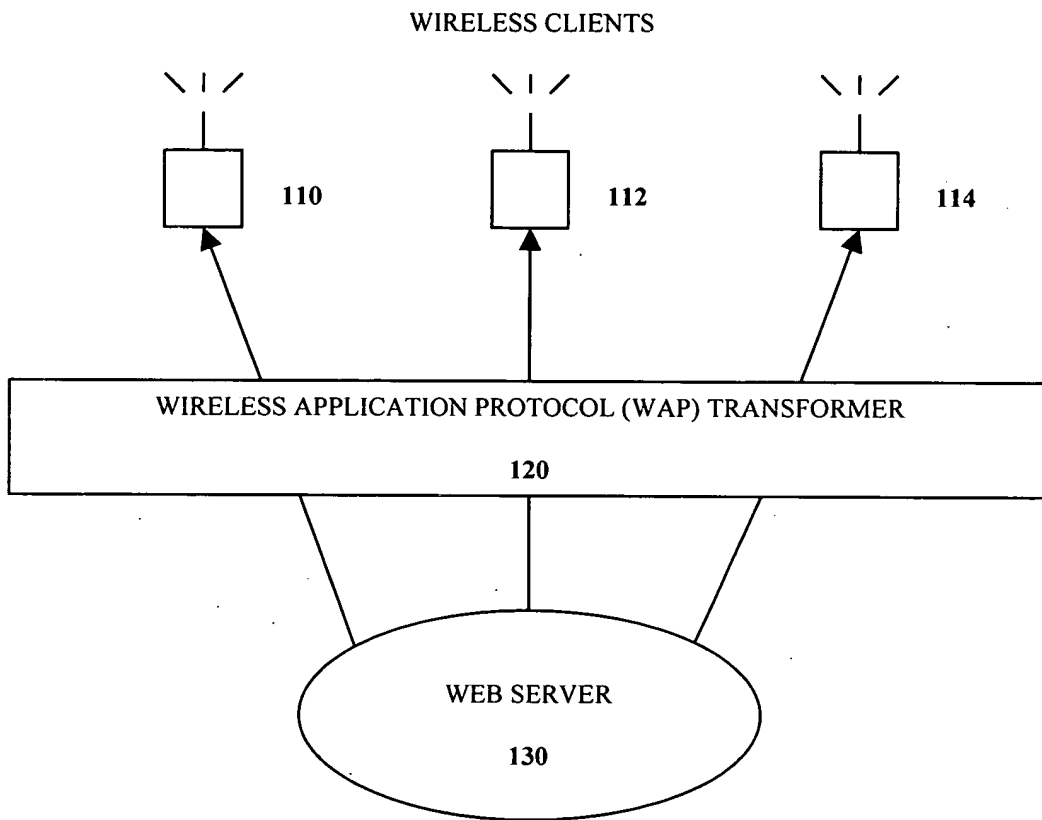 WIRELESS CLIENTS
110
112
114
WIRELESS APPLICATION PROTOCOL (WAP) TRANSFORMER
120
WEB SERVER
130